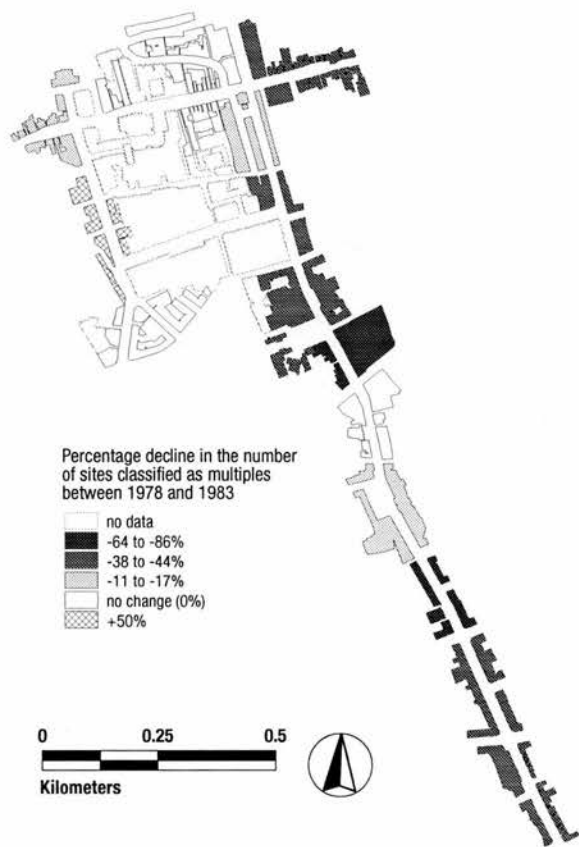 Percentage decline in the number
of sites classified as multiples
between 1978 and 1983
no data
-64 to -86%
-38 to -44%
-11 to -17%
no change (0%)
+50%
0 0.25 0.5
Kilometers